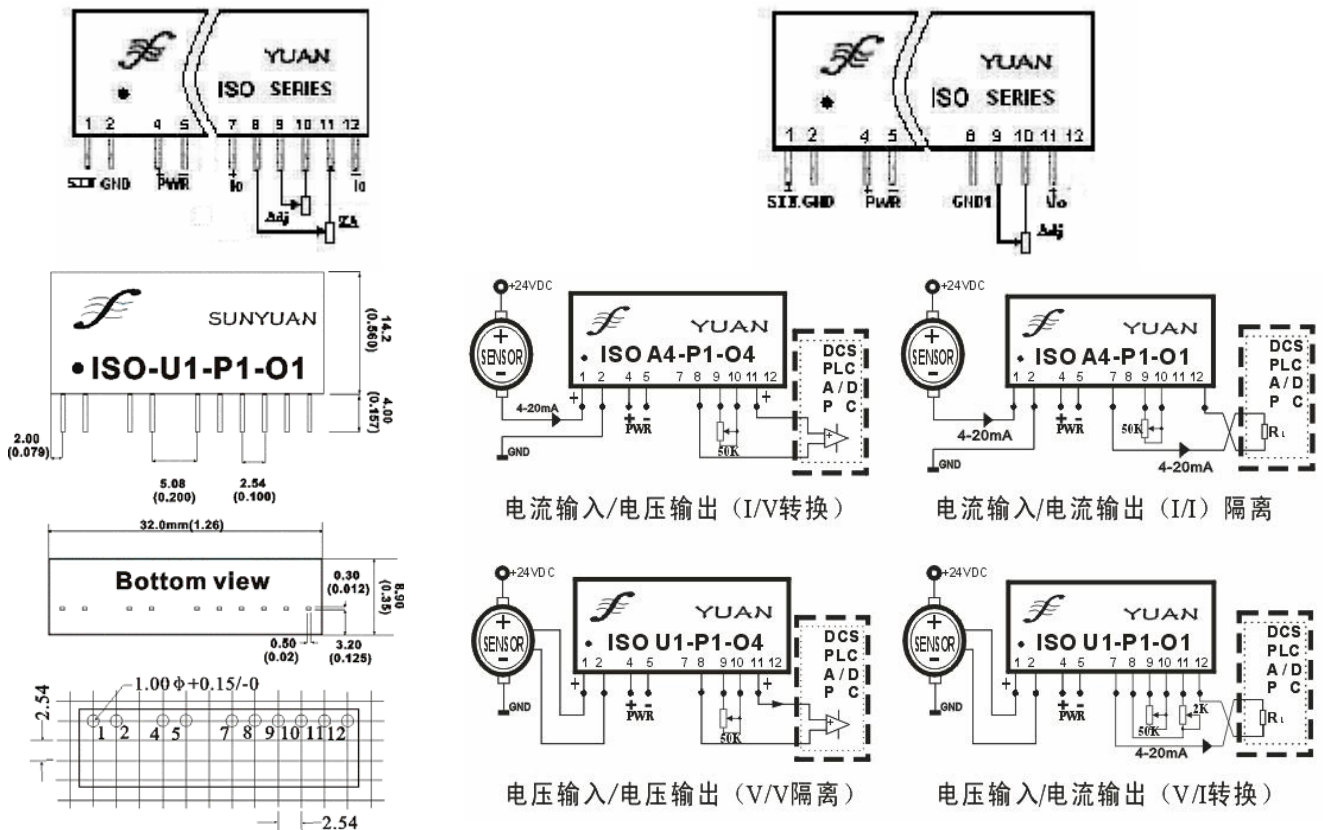 YUAN
ISO SERIES
1 2 4 5 7 8 9 10 11 12
GND PWR Io Io
Adj ZA
YUAN
ISO SERIES
1 2 4 5 8 9 10 11 12
GND PWR GND1 Vo
Adj
SUNYUAN
ISO-U1-P1-O1
14.2
(0.560)
4.00
(0.157)
2.00
(0.079)
5.08
(0.200)
2.54
(0.100)
32.0mm(1.26)
Bottom view
0.30
(0.012)
8.90
(0.35)
0.50
(0.02)
3.20
(0.125)
1.00φ+0.15/-0
2.54
1 2 4 5 7 8 9 10 11 12
2.54
+24VDC
+
SENSOR
-
YUAN
ISO A4-P1-O4
1 2 4 5 7 8 9 10 11 12
+ + - +
PWR
4-20mA
50K
GND
DCS
PLC
A/D
P C
电流输入/电压输出（I/V转换）
+24VDC
+
SENSOR
-
YUAN
ISO A4-P1-O1
1 2 4 5 7 8 9 10 11 12
+ -
PWR
4-20mA
50K
4-20mA
GND
DCS
PLC
A/D
P C
RL
电流输入/电流输出（I/I）隔离
+24VDC
+
SENSOR
-
YUAN
ISO U1-P1-O4
1 2 4 5 7 8 9 10 11 12
+ + - +
PWR
50K
GND
DCS
PLC
A/D
P C
电压输入/电压输出（V/V隔离）
+24VDC
+
SENSOR
-
YUAN
ISO U1-P1-O1
1 2 4 5 7 8 9 10 11 12
+ + -
PWR
50K
2K
4-20mA
GND
DCS
PLC
A/D
P C
RL
电压输入/电流输出（V/I转换）